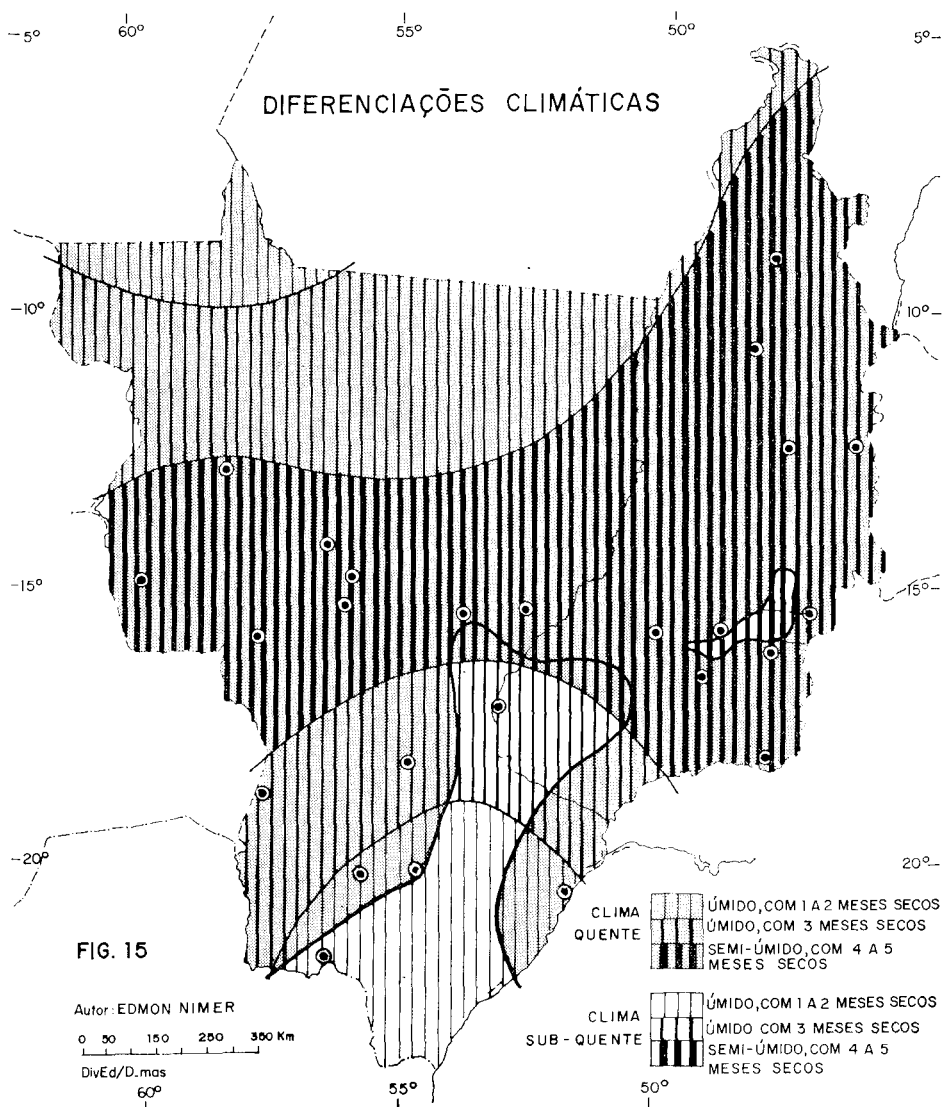 60° 55° 50°
-5° 5°-
DIFERENCIAÇÕES CLIMÁTICAS
-10° 10°-
-15° 15°-
-20° 20°-
FIG. 15
Autor: EDMON NIMER
0 50 150 250 350 Km
DivEd/D.mas
60° 55° 50°
CLIMA QUENTE
ÚMIDO, COM 1 A 2 MESES SECOS
ÚMIDO, COM 3 MESES SECOS
SEMI-ÚMIDO, COM 4 A 5
MESES SECOS
CLIMA
SUB-QUENTE
ÚMIDO, COM 1 A 2 MESES SECOS
ÚMIDO COM 3 MESES SECOS
SEMI-ÚMIDO, COM 4 A 5
MESES SECOS